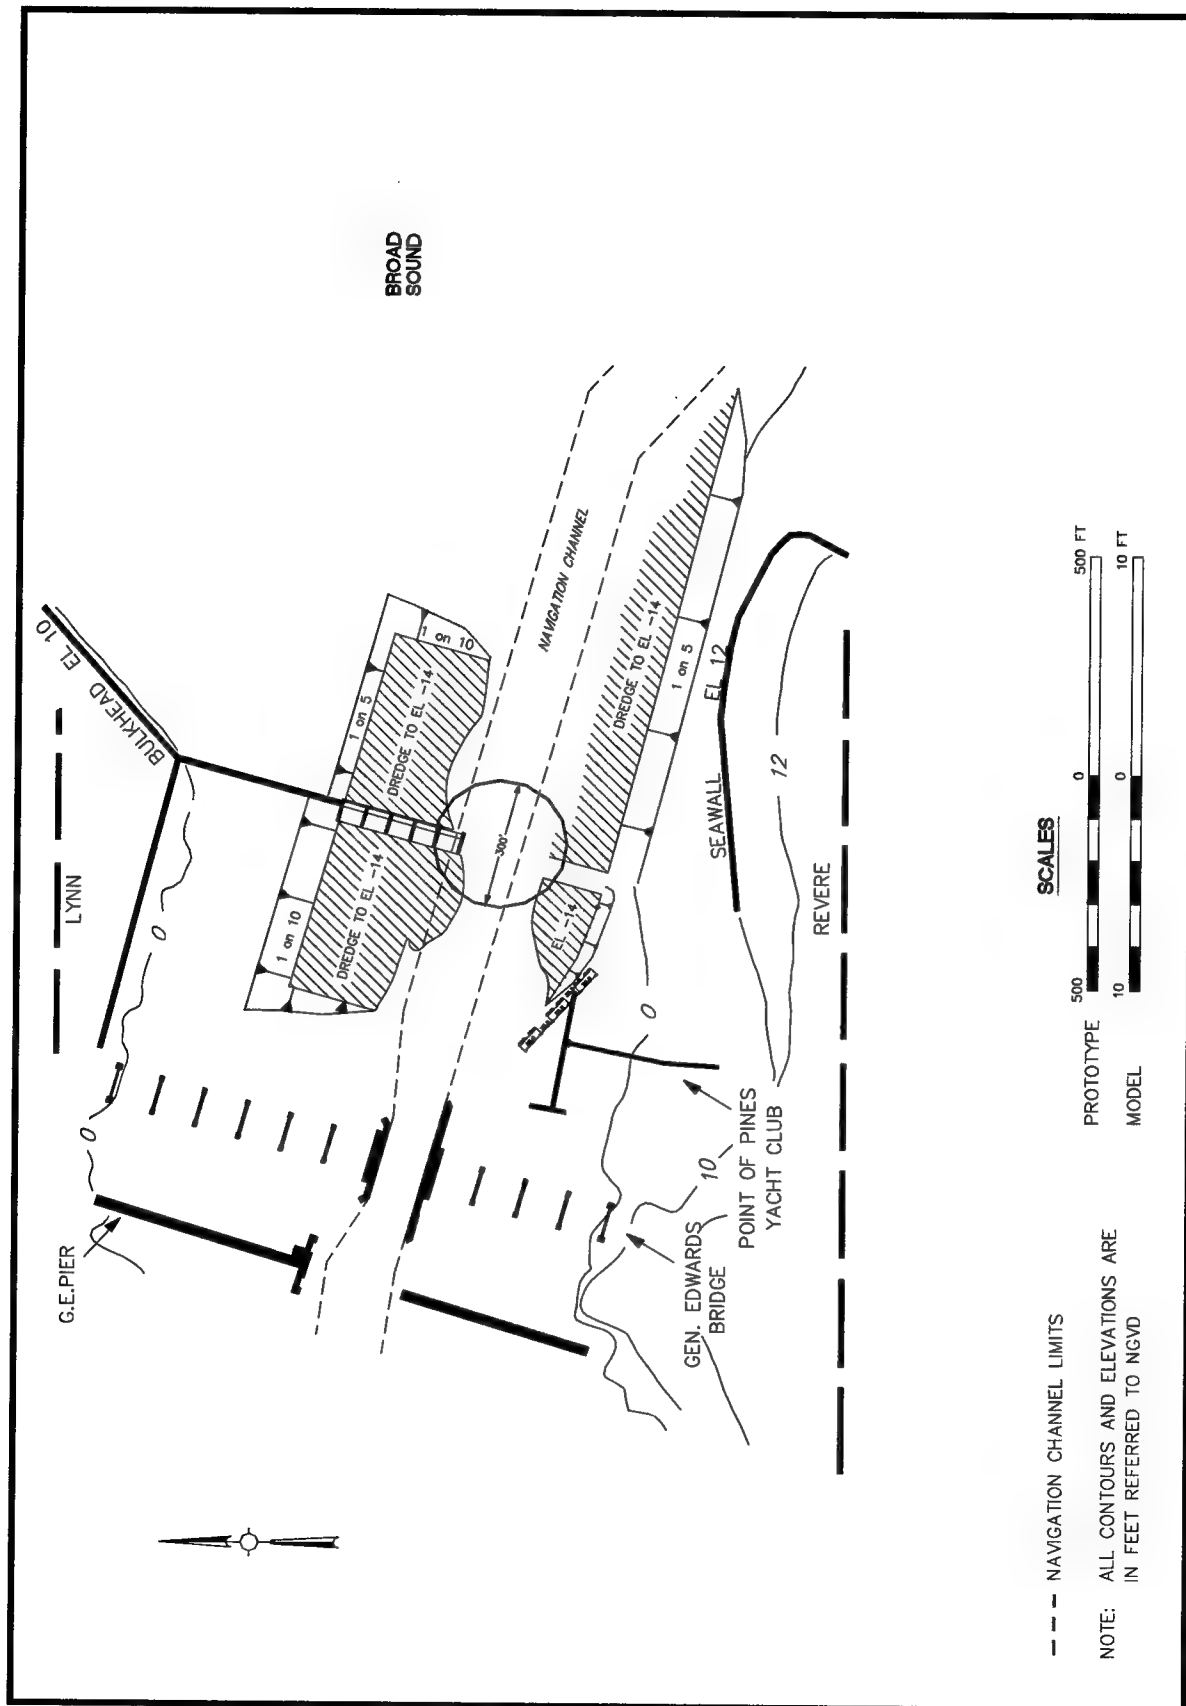 LYNN
BULKHEAD EL 10
BROAD
SOUND
G.E.PIER
0
0
1 on 10
1 on 5
1 on 10
DREDGE TO EL -14
DREDGE TO EL -14
NAVIGATION CHANNEL
300'
EL -14
DREDGE TO EL -14
1 on 5
SEAWALL EL 12
0
12
10
GEN. EDWARDS
BRIDGE
POINT OF PINES
YACHT CLUB
REVERE
SCALES
PROTOTYPE 500 0 500 FT
MODEL 10 0 10 FT
NAVIGATION CHANNEL LIMITS
NOTE: ALL CONTOURS AND ELEVATIONS ARE
IN FEET REFERRED TO NGVD